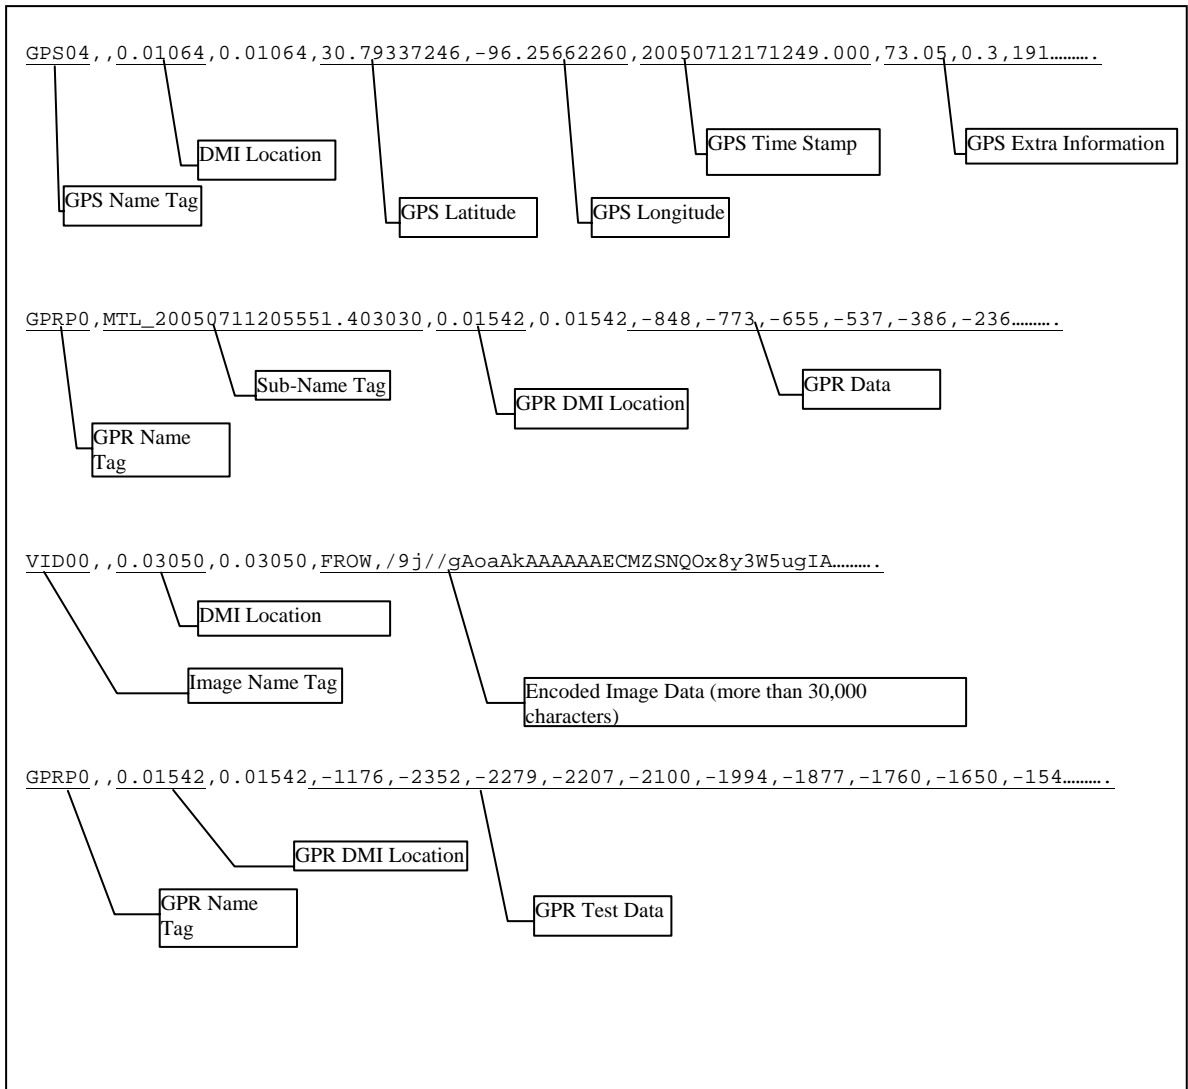 GPS04,,0.01064,0.01064,30.79337246,-96.25662260,20050712171249.000,73.05,0.3,191……….
DMI Location
GPS Time Stamp
GPS Extra Information
GPS Name Tag
GPS Latitude
GPS Longitude
GPRP0,MTL_20050711205551.403030,0.01542,0.01542,-848,-773,-655,-537,-386,-236……….
Sub-Name Tag
GPR Data
GPR DMI Location
GPR Name
Tag
VID00,,0.03050,0.03050,FROW,/9j//gAoaAkAAAAAAECMZSNQOx8y3W5ugIA……….
DMI Location
Image Name Tag
Encoded Image Data (more than 30,000
characters)
GPRP0,,0.01542,0.01542,-1176,-2352,-2279,-2207,-2100,-1994,-1877,-1760,-1650,-154……….
GPR DMI Location
GPR Name
Tag
GPR Test Data